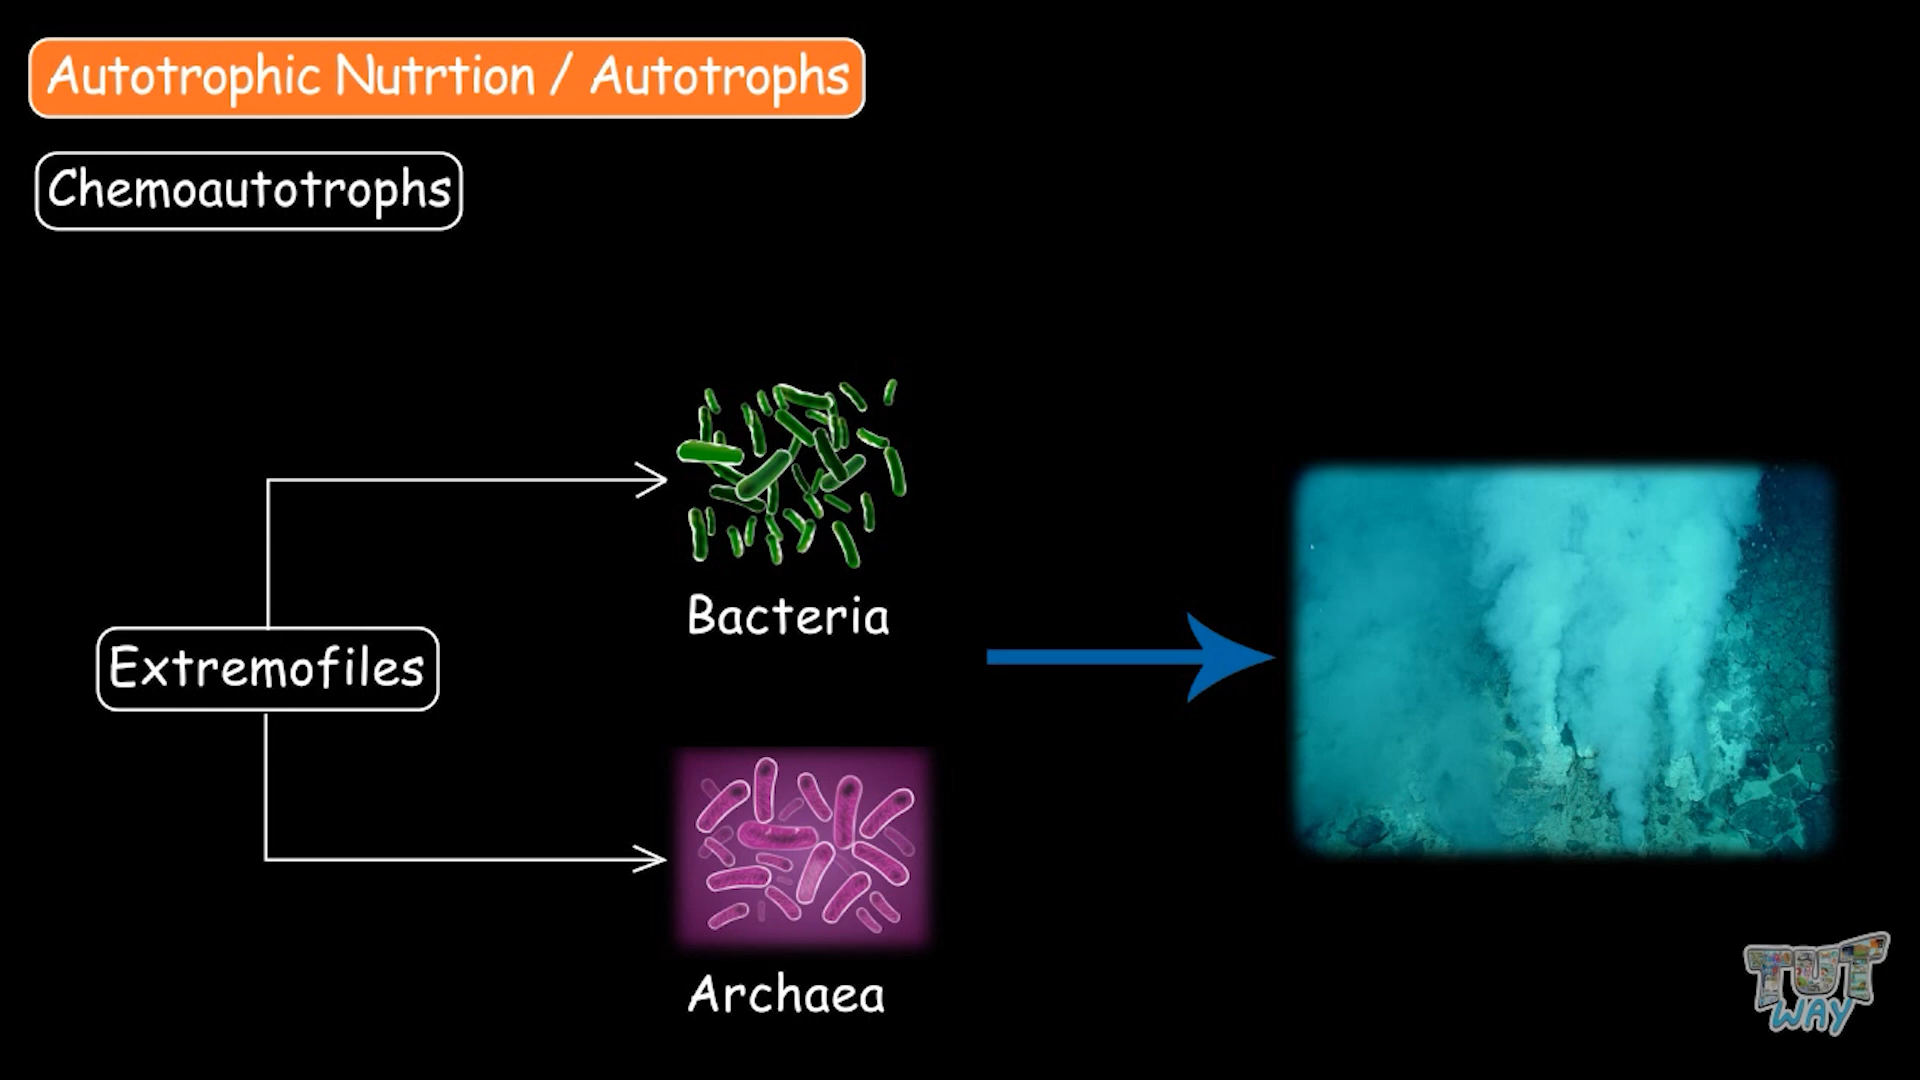 Autotrophic Nutrtion / Autotrophs
Chemoautotrophs
Bacteria
Extremofiles
Archaea
TUT
WAY